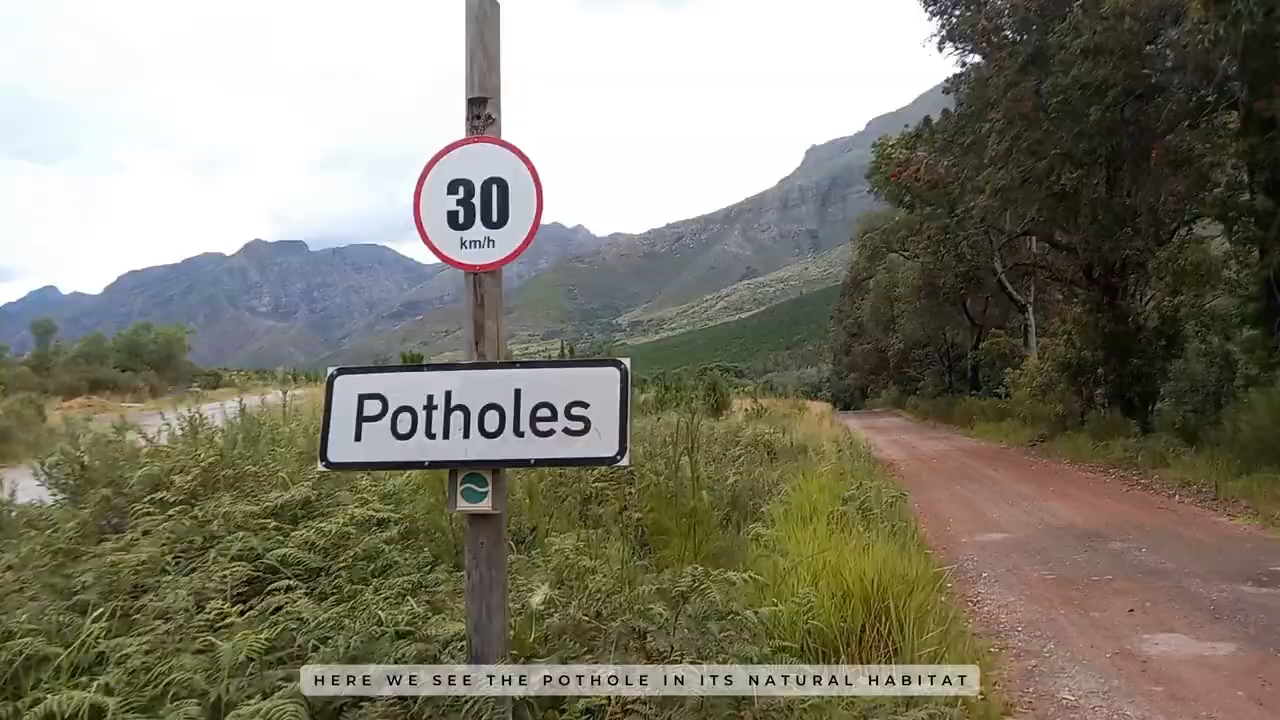 30
km/h
Potholes
HERE WE SEE THE POTHOLE IN ITS NATURAL HABITAT